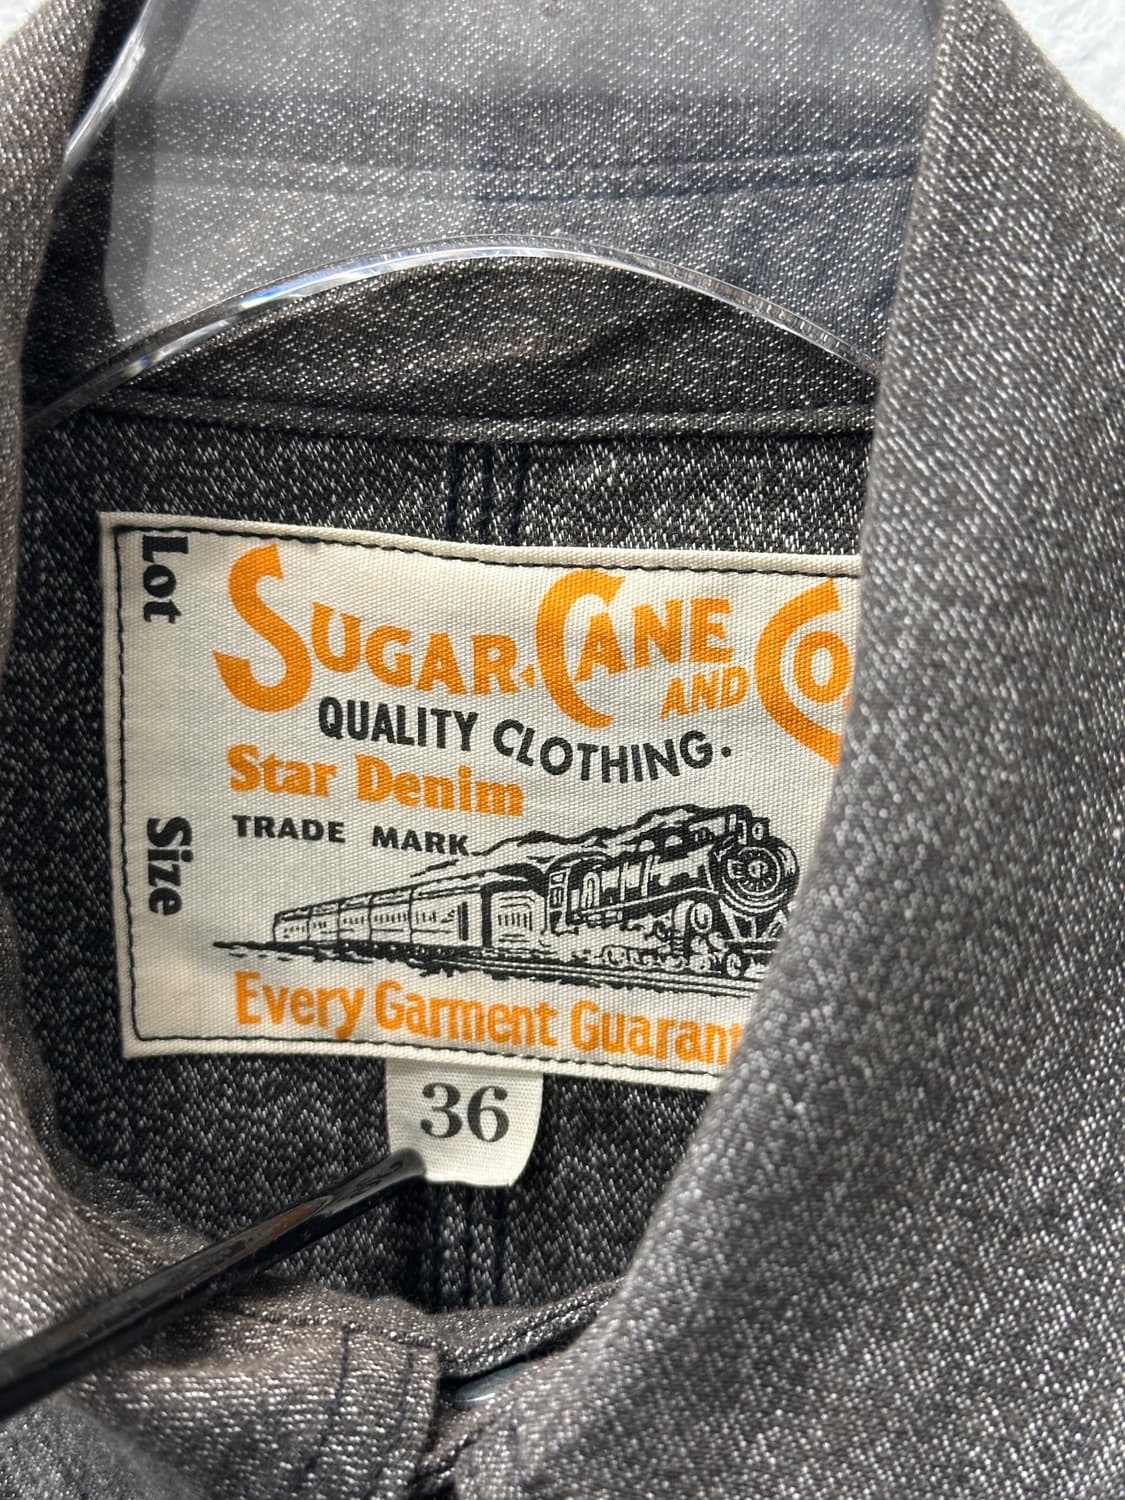 Lot
Size
SUGAR CANE AND CO.
QUALITY CLOTHING.
Star Denim
TRADE MARK
Every Garment Guarant
36